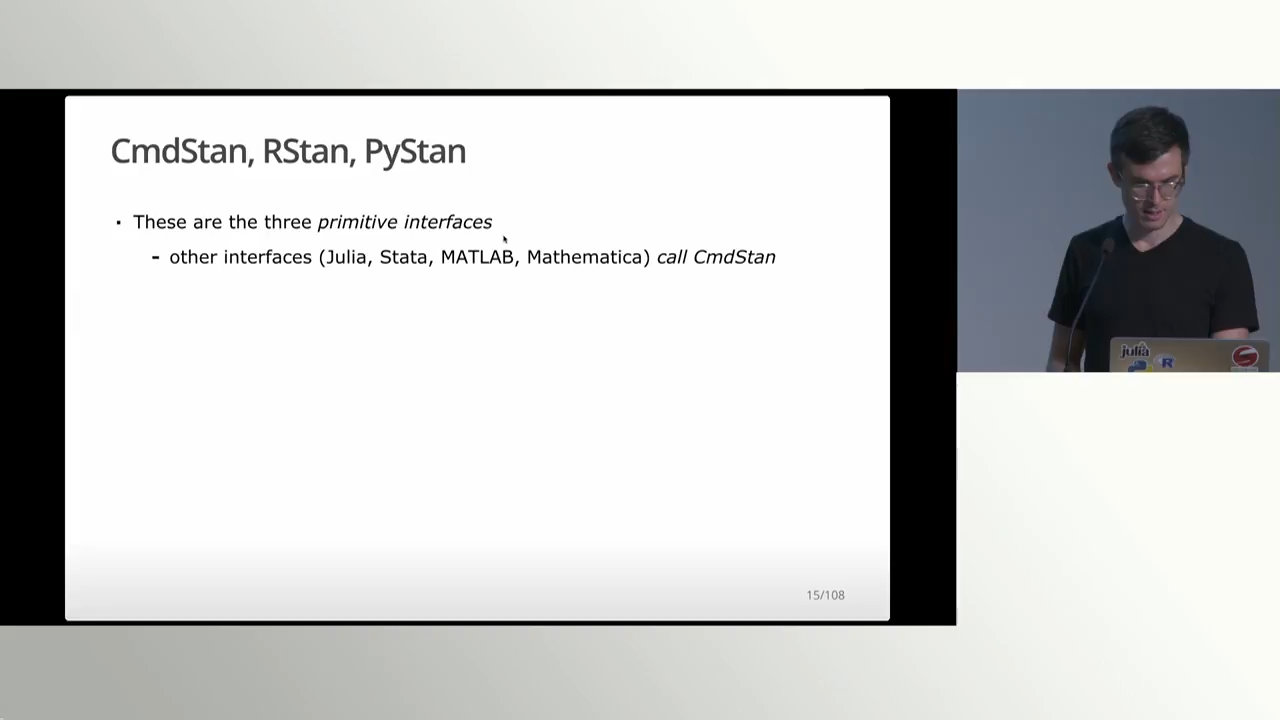 CmdStan, RStan, PyStan
· These are the three primitive interfaces
- other interfaces (Julia, Stata, MATLAB, Mathematica) call CmdStan
15/108
julia
R